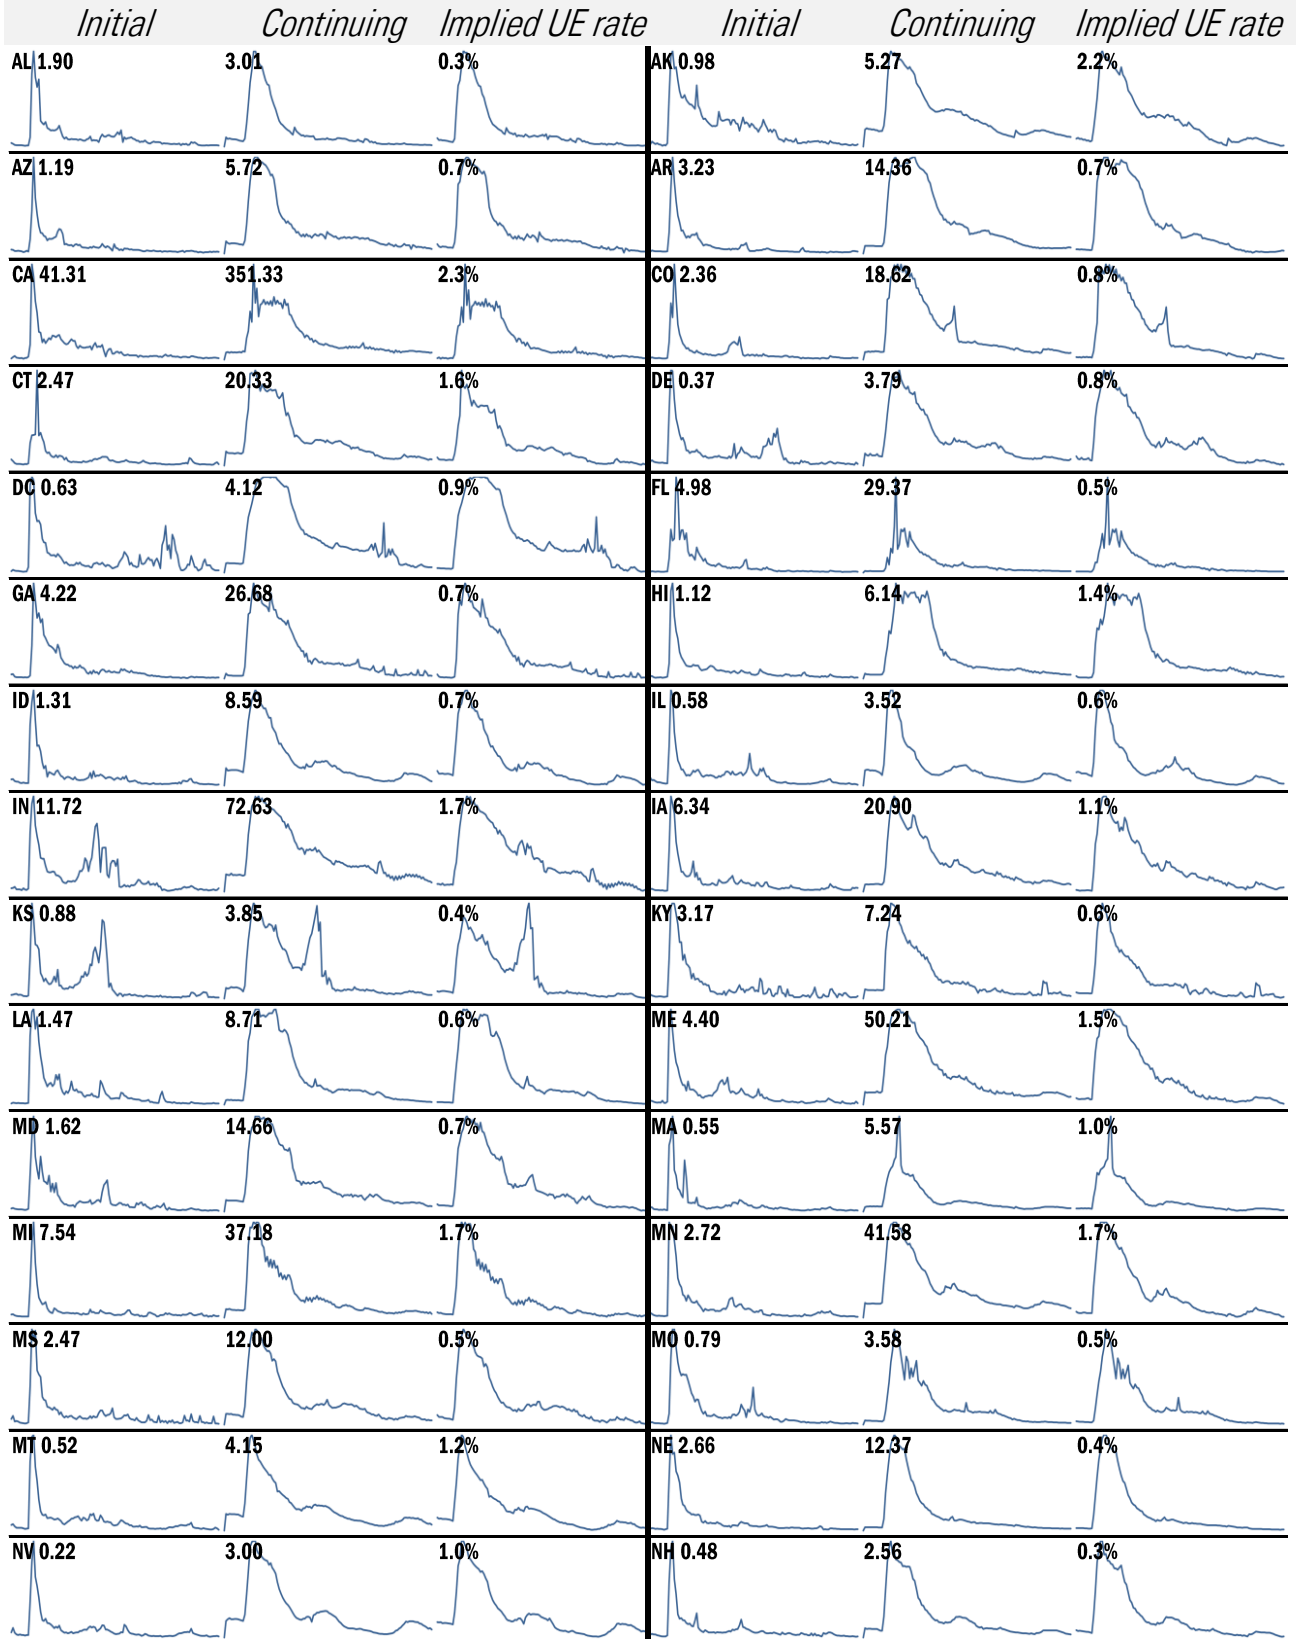 Initial Continuing Implied UE rate Initial Continuing Implied UE rate
AL 1.90 3.01 0.3% AK 0.98 5.27 2.2%
AZ 1.19 5.72 0.7% AR 3.23 14.36 0.7%
CA 41.31 351.33 2.3% CO 2.36 18.62 0.8%
CT 2.47 20.33 1.6% DE 0.37 3.79 0.8%
DC 0.63 4.12 0.9% FL 4.98 29.37 0.5%
GA 4.22 26.68 0.7% HI 1.12 6.14 1.4%
ID 1.31 8.59 0.7% IL 0.58 3.52 0.6%
IN 11.72 72.63 1.7% IA 6.34 20.90 1.1%
KS 0.88 3.85 0.4% KY 3.17 7.24 0.6%
LA 1.47 8.71 0.6% ME 4.40 50.21 1.5%
MD 1.62 14.66 0.7% MA 0.55 5.57 1.0%
MI 7.54 37.18 1.7% MN 2.72 41.58 1.7%
MS 2.47 12.00 0.5% MO 0.79 3.58 0.5%
MT 0.52 4.15 1.2% NE 2.66 12.37 0.4%
NV 0.22 3.00 1.0% NH 0.48 2.56 0.3%